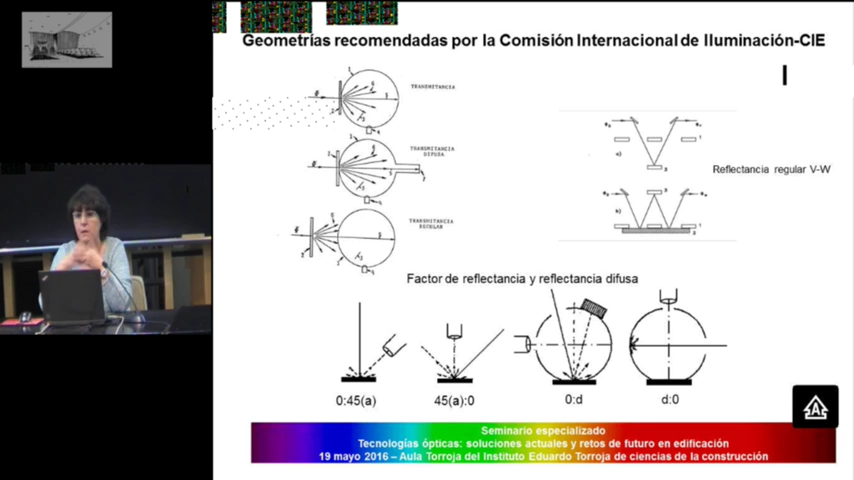 Geometrías recomendadas por la Comisión Internacional de Iluminación-CIE
TRANSMITANCIA
TRANSMITANCIA
DIFUSA
TRANSMITANCIA
REGULAR
Reflectancia regular V-W
a)
b)
Factor de reflectancia y reflectancia difusa
0:45(a)
45(a):0
0:d
d:0
Seminario especializado
Tecnologías ópticas: soluciones actuales y retos de futuro en edificación
19 mayo 2016 – Aula Torroja del Instituto Eduardo Torroja de ciencias de la construcción